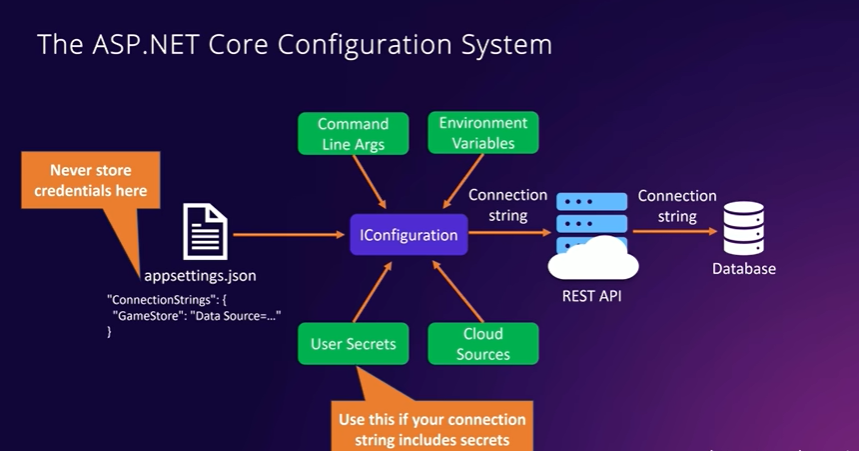 The ASP.NET Core Configuration System
Command
Line Args
Environment
Variables
Never store
credentials here
Connection
string
Connection
string
IConfiguration
appsettings.json
Database
"ConnectionStrings": {
"GameStore": "Data Source=..."
}
REST API
User Secrets
Cloud
Sources
Use this if your connection
string includes secrets